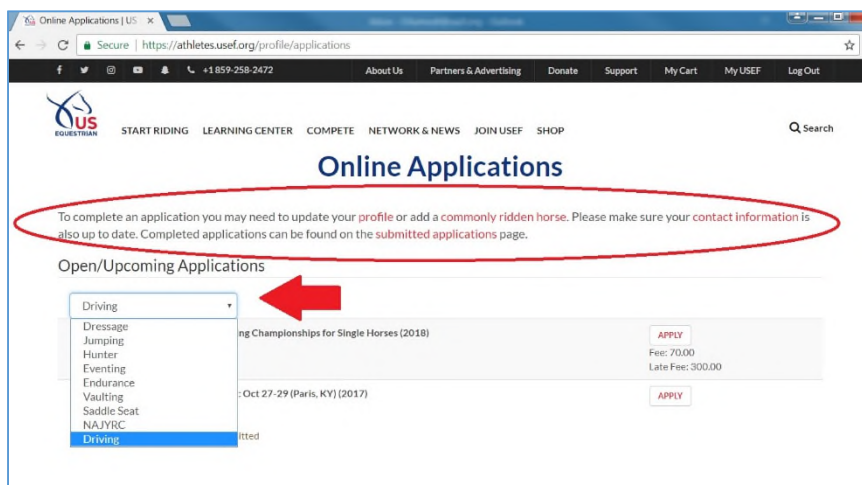 Online Applications | US
Secure | https://athletes.usef.org/profile/applications
+1 859-258-2472 About Us Partners & Advertising Donate Support My Cart My USEF Log Out
US
EQUESTRIAN
START RIDING LEARNING CENTER COMPETE NETWORK & NEWS JOIN USEF SHOP
Search
Online Applications
To complete an application you may need to update your profile or add a commonly ridden horse. Please make sure your contact information is
also up to date. Completed applications can be found on the submitted applications page.
Open/Upcoming Applications
Driving
Dressage
Jumping
Hunter
Eventing
Endurance
Vaulting
Saddle Seat
NAJYRC
Driving
ng Championships for Single Horses (2018)
APPLY
Fee: 70.00
Late Fee: 300.00
: Oct 27-29 (Paris, KY) (2017)
APPLY
itted